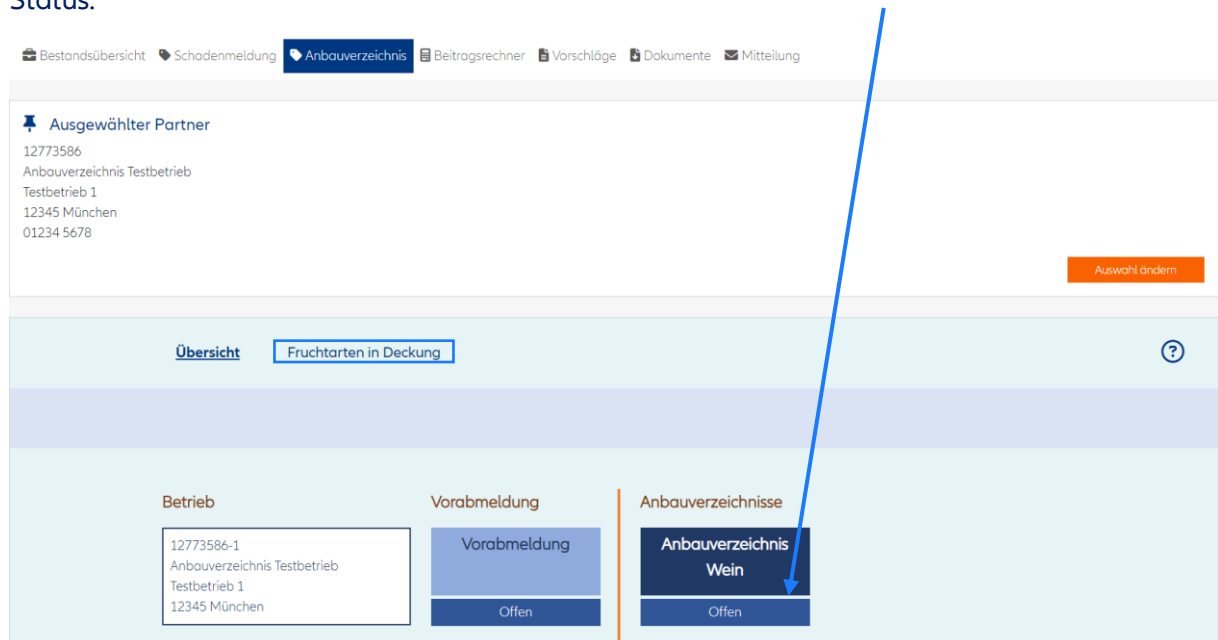 Status.
Bestandsübersicht Schadenmeldung Anbauverzeichnis Beitragsrechner Vorschläge Dokumente Mitteilung
Ausgewählter Partner
12773586
Anbauverzeichnis Testbetrieb
Testbetrieb 1
12345 München
01234 5678
Auswahl ändern
Übersicht Fruchtarten in Deckung ?
Betrieb Vorabmeldung Anbauverzeichnisse
12773586-1
Anbauverzeichnis Testbetrieb
Testbetrieb 1
12345 München
Vorabmeldung
Offen
Anbauverzeichnis
Wein
Offen